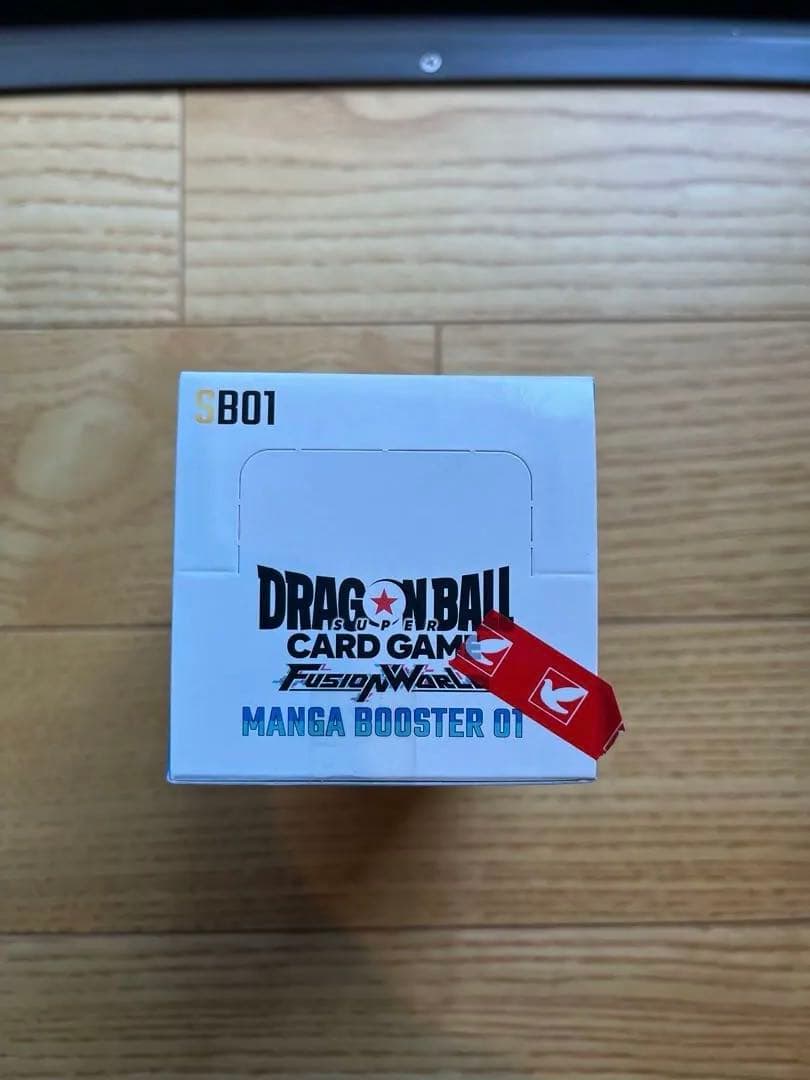 SB01
DRAGON BALL
SUPER
CARD GAME
FUSION WORLD
MANGA BOOSTER 01